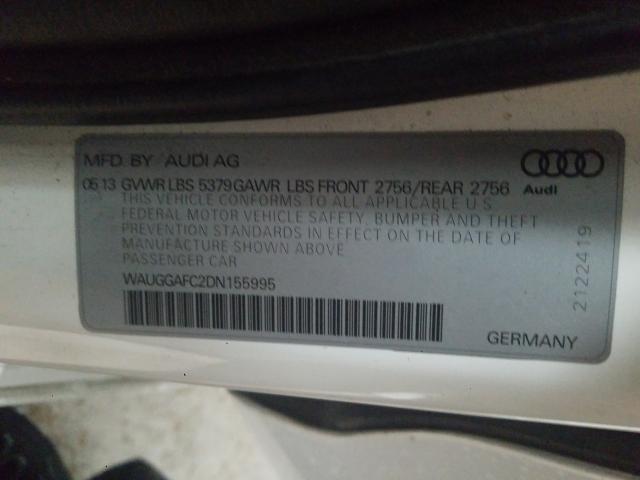 MFD BY AUDI AG
05 13 GVWR LBS 5379 GAWR LBS FRONT 2756/REAR 2756
Audi
THIS VEHICLE CONFORMS TO ALL APPLICABLE U S
FEDERAL MOTOR VEHICLE SAFETY, BUMPER AND THEFT
PREVENTION STANDARDS IN EFFECT ON THE DATE OF
MANUFACTURE SHOWN ABOVE
PASSENGER CAR
WAUGGAFC2DN155995
2122419
GERMANY